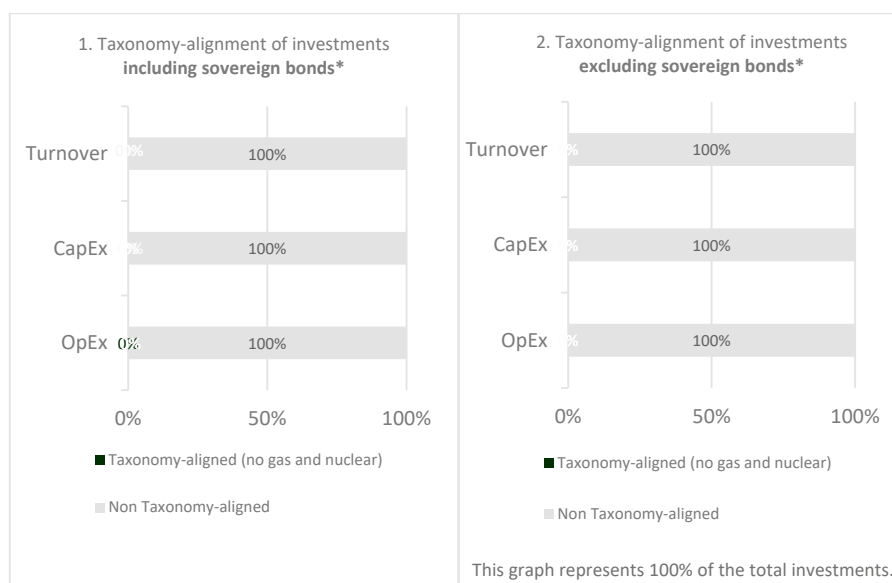 1. Taxonomy-alignment of investments
including sovereign bonds*
Turnover 100%
CapEx 100%
OpEx 0% 100%
0% 50% 100%
Taxonomy-aligned (no gas and nuclear)
Non Taxonomy-aligned
2. Taxonomy-alignment of investments
excluding sovereign bonds*
Turnover 100%
CapEx 100%
OpEx 100%
0% 50% 100%
Taxonomy-aligned (no gas and nuclear)
Non Taxonomy-aligned
This graph represents 100% of the total investments.